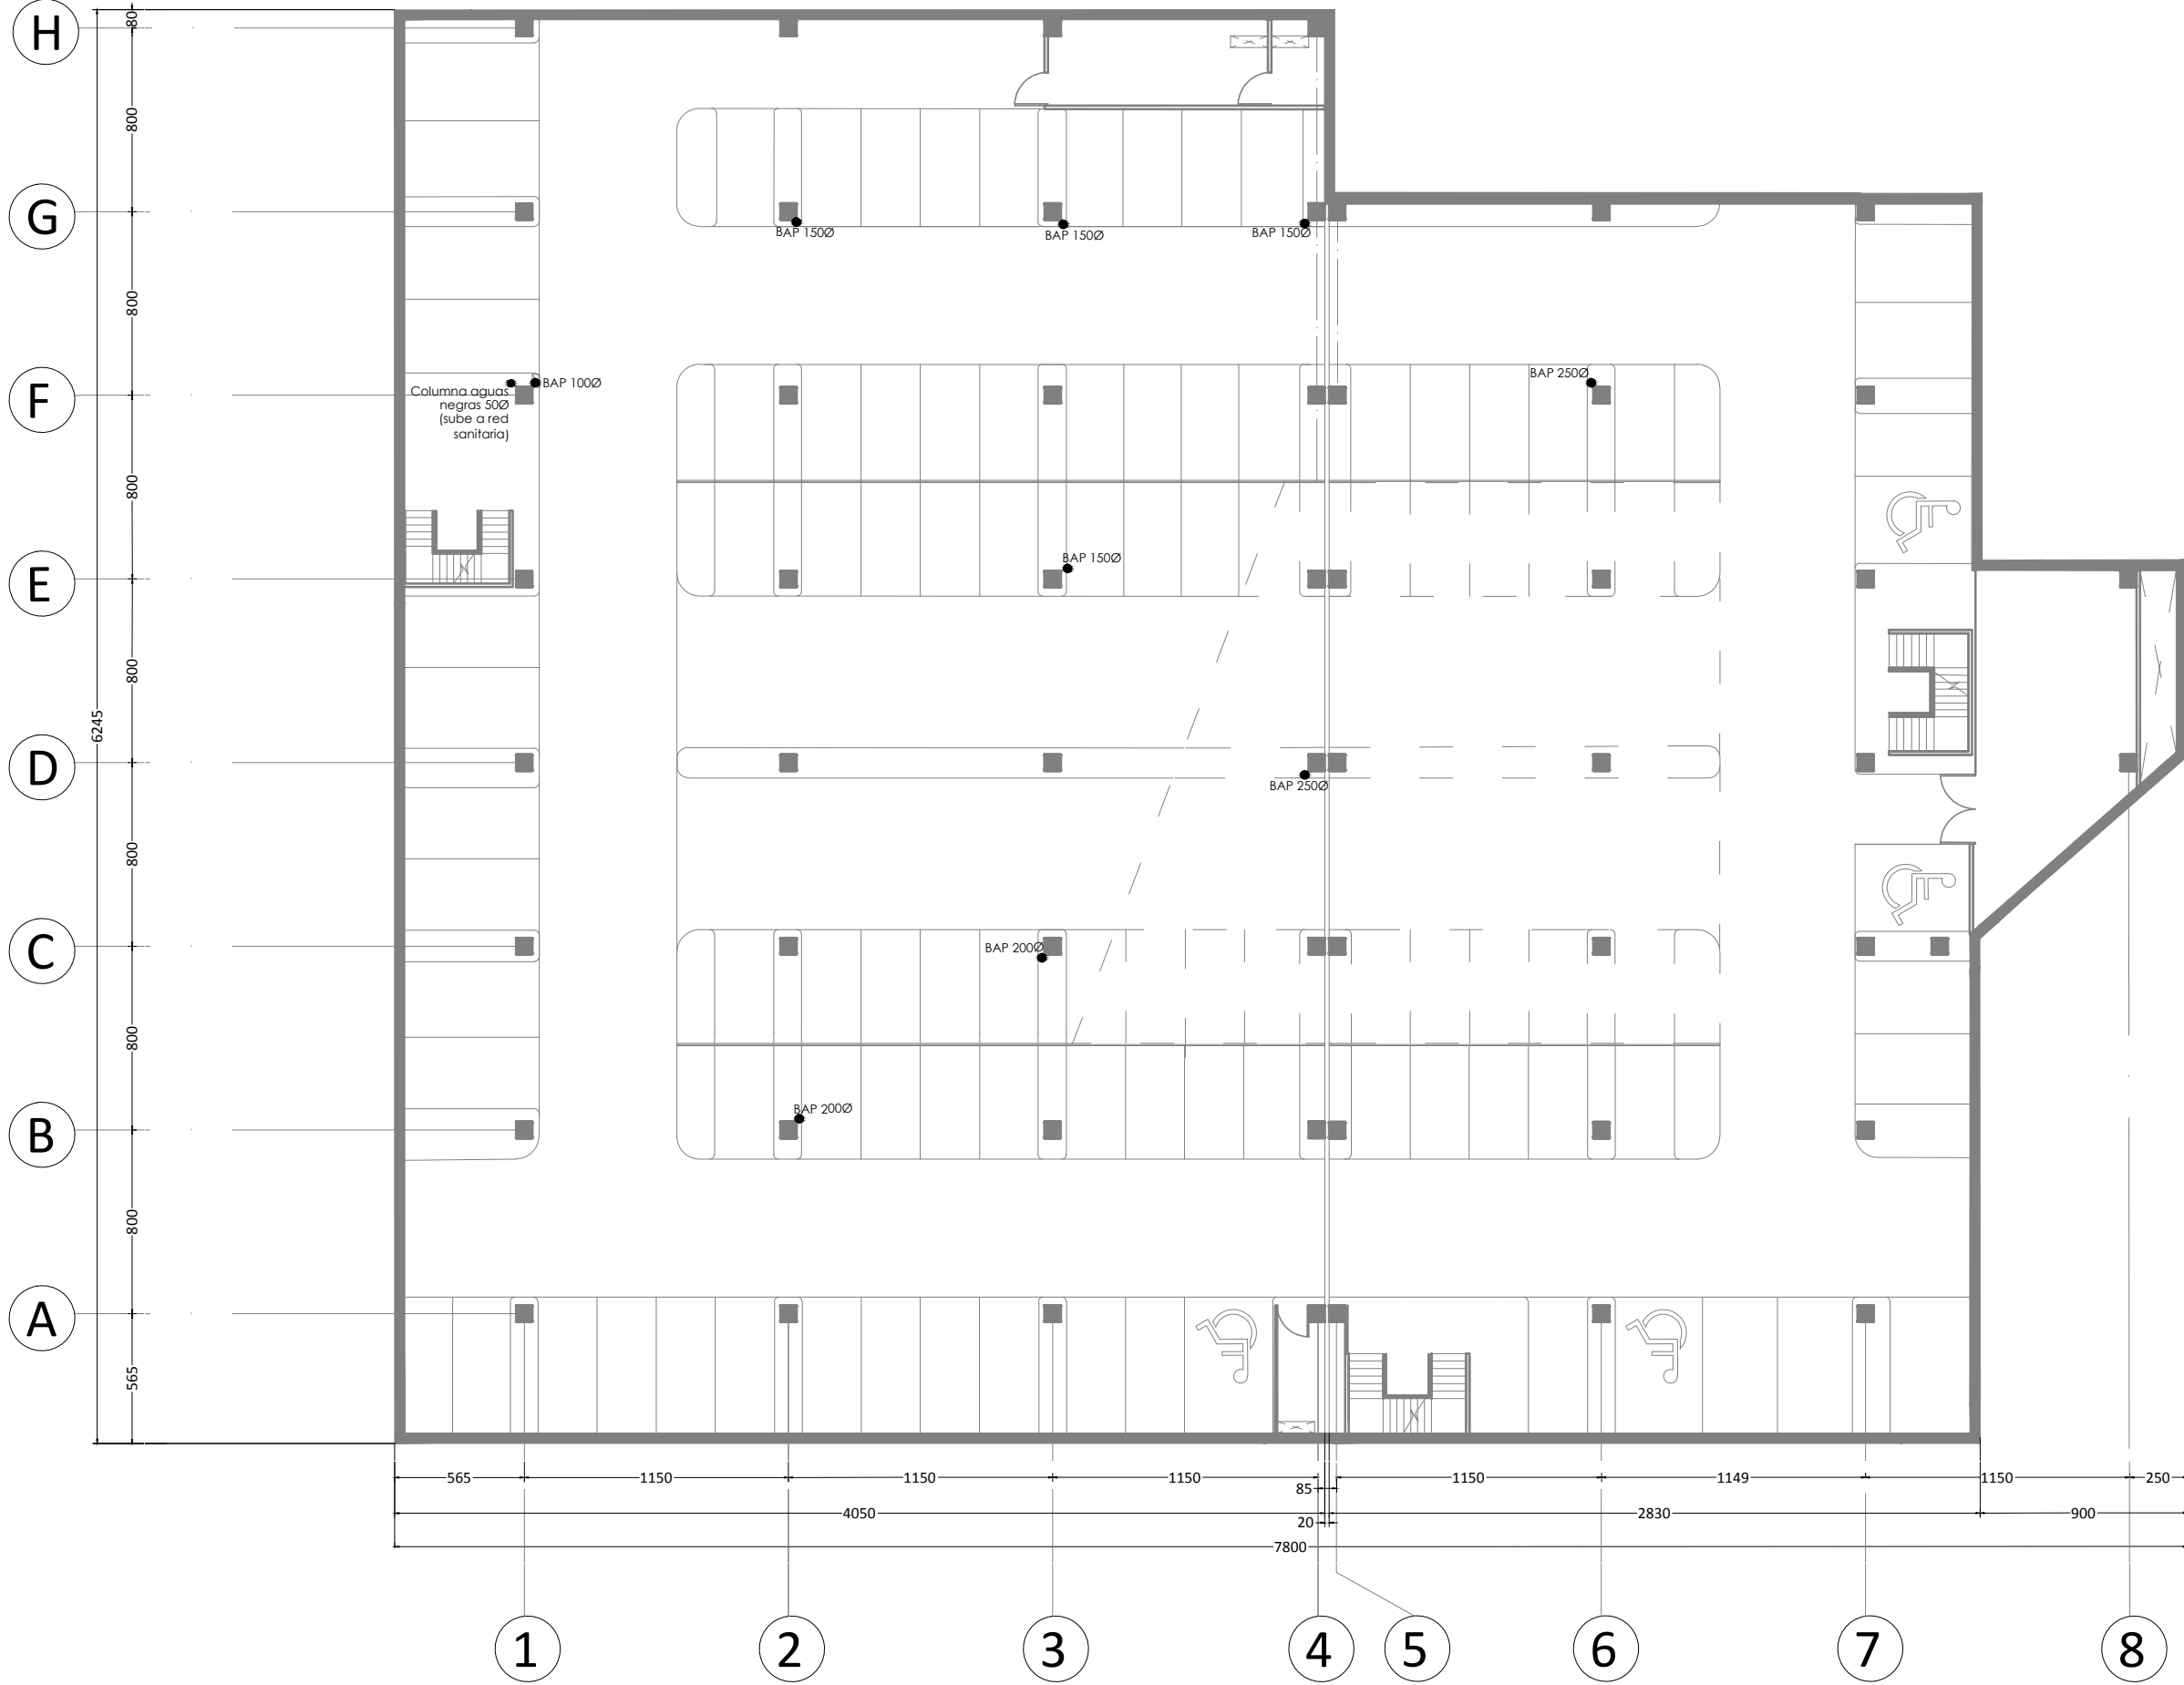 H
80
800
G
BAP 150Ø
BAP 150Ø
BAP 150Ø
800
F
BAP 100Ø
Columna aguas
negras 50Ø
(sube a red
sanitaria)
BAP 250Ø
800
E
BAP 150Ø
800
6245
D
BAP 250Ø
800
C
BAP 200Ø
800
B
BAP 200Ø
800
A
565
565
1150
1150
1150
1150
1149
1150
250
85
4050
2830
900
20
7800
1
2
3
4
5
6
7
8